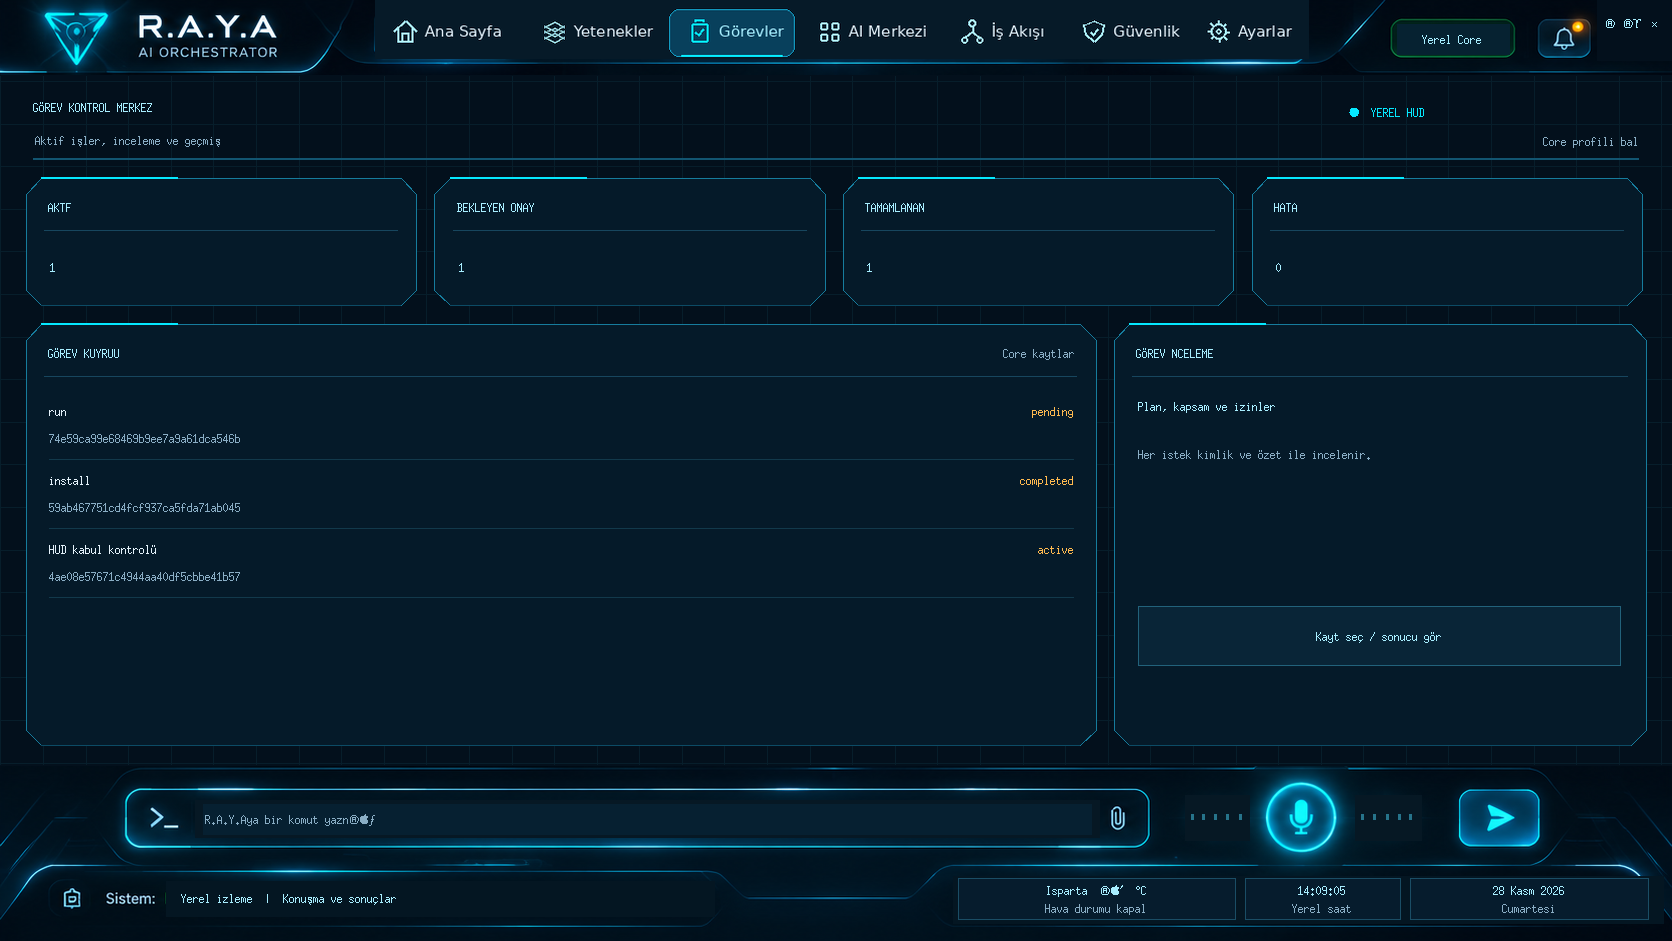 R.A.Y.A
AI ORCHESTRATOR
Ana Sayfa
Yetenekler
Görevler
AI Merkezi
İş Akışı
Güvenlik
Ayarlar
Yerel Core
GÖREV KONTROL MERKEZ
YEREL HUD
Aktif işler, inceleme ve geçmiş
Core profili bal
AKTF
1
BEKLEYEN ONAY
1
TAMAMLANAN
1
HATA
0
GÖREV KUYRUU
Core kaytlar
run
pending
74e59ca99e68469b9ee7a9a61dca546b
install
completed
59ab467751cd4fcf937ca5fda71ab045
HUD kabul kontrolü
active
4ae08e57671c4944aa40df5cbbe41b57
GÖREV NCELEME
Plan, kapsam ve izinler
Her istek kimlik ve özet ile incelenir.
Kayt seç / sonucu gör
R.A.Y.Aya bir komut yazn
Sistem:
Yerel izleme | Konuşma ve sonuçlar
Isparta °C
Hava durumu kapal
14:09:05
Yerel saat
28 Kasm 2026
Cumartesi